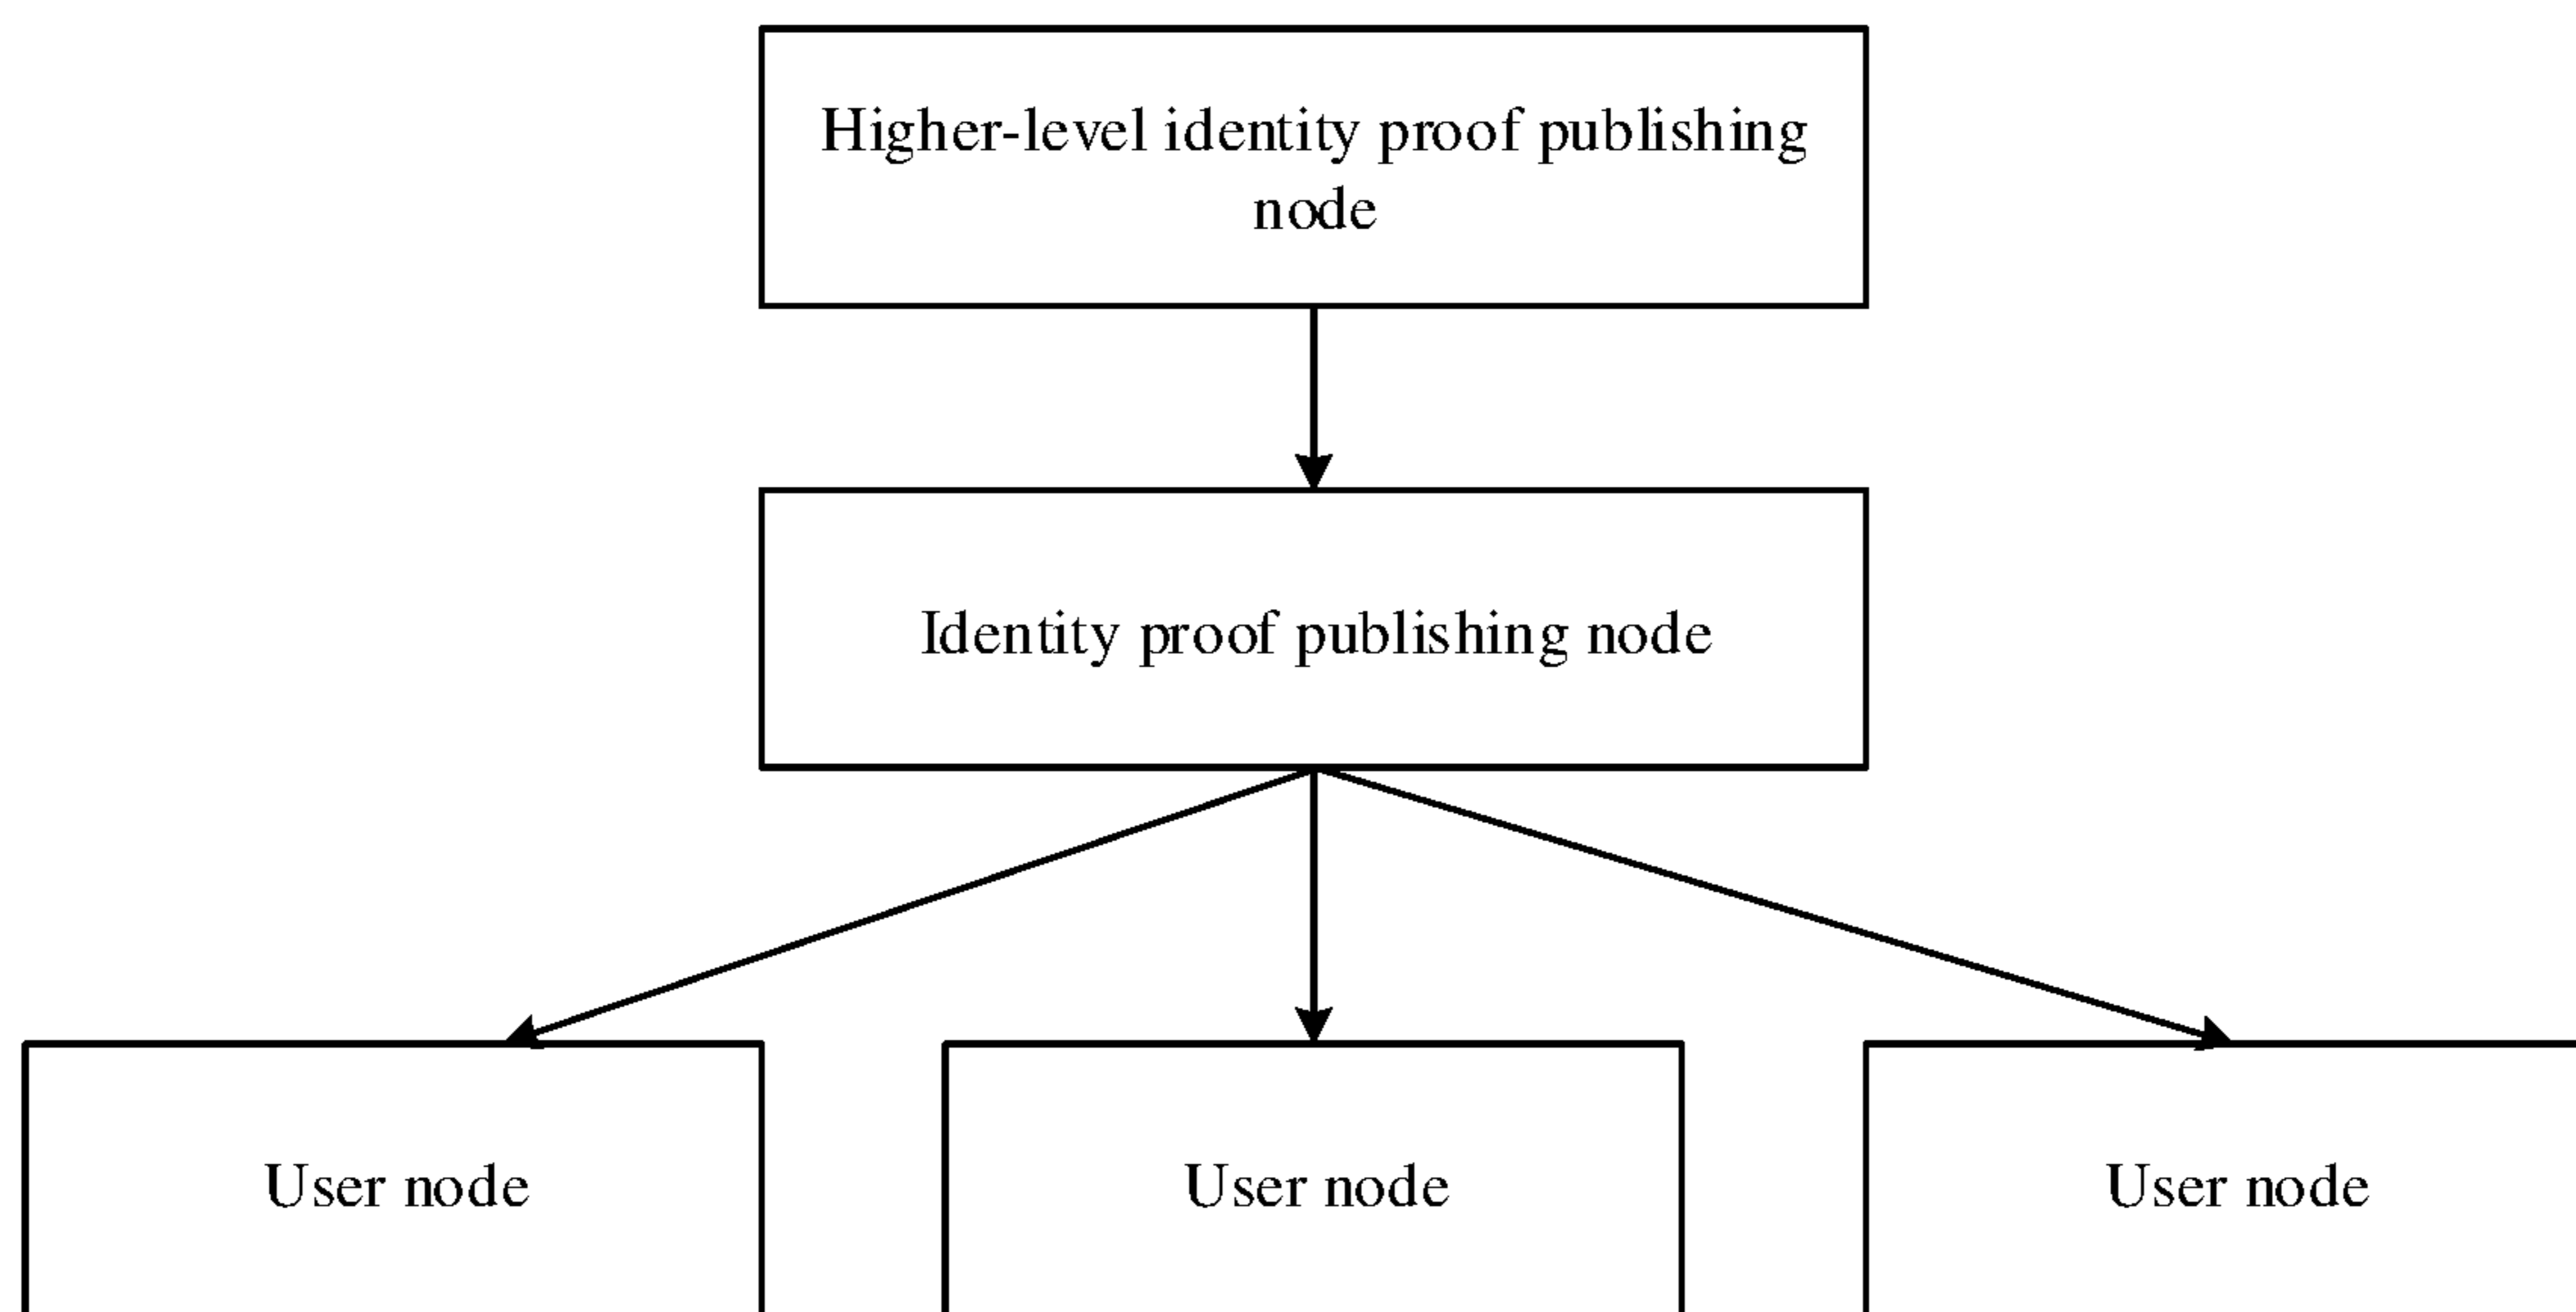 Higher-level identity proof publishing
node
Identity proof publishing node
User node
User node
User node